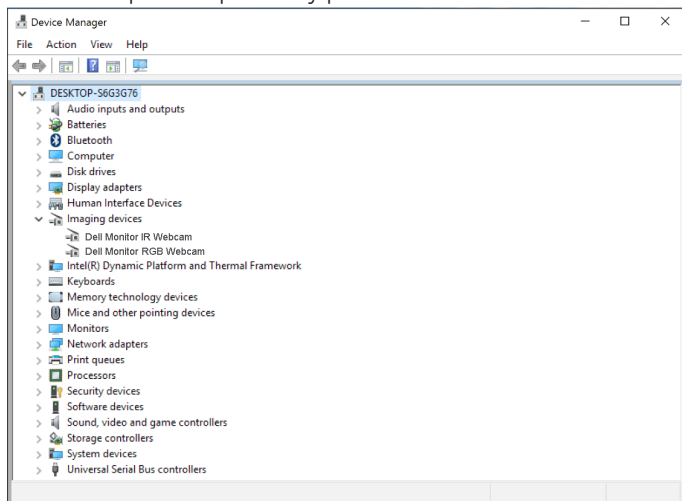 Device Manager
File Action View Help
DESKTOP-S6G3G76
Audio inputs and outputs
Batteries
Bluetooth
Computer
Disk drives
Display adapters
Human Interface Devices
Imaging devices
Dell Monitor IR Webcam
Dell Monitor RGB Webcam
Intel(R) Dynamic Platform and Thermal Framework
Keyboards
Memory technology devices
Mice and other pointing devices
Monitors
Network adapters
Print queues
Processors
Security devices
Software devices
Sound, video and game controllers
Storage controllers
System devices
Universal Serial Bus controllers